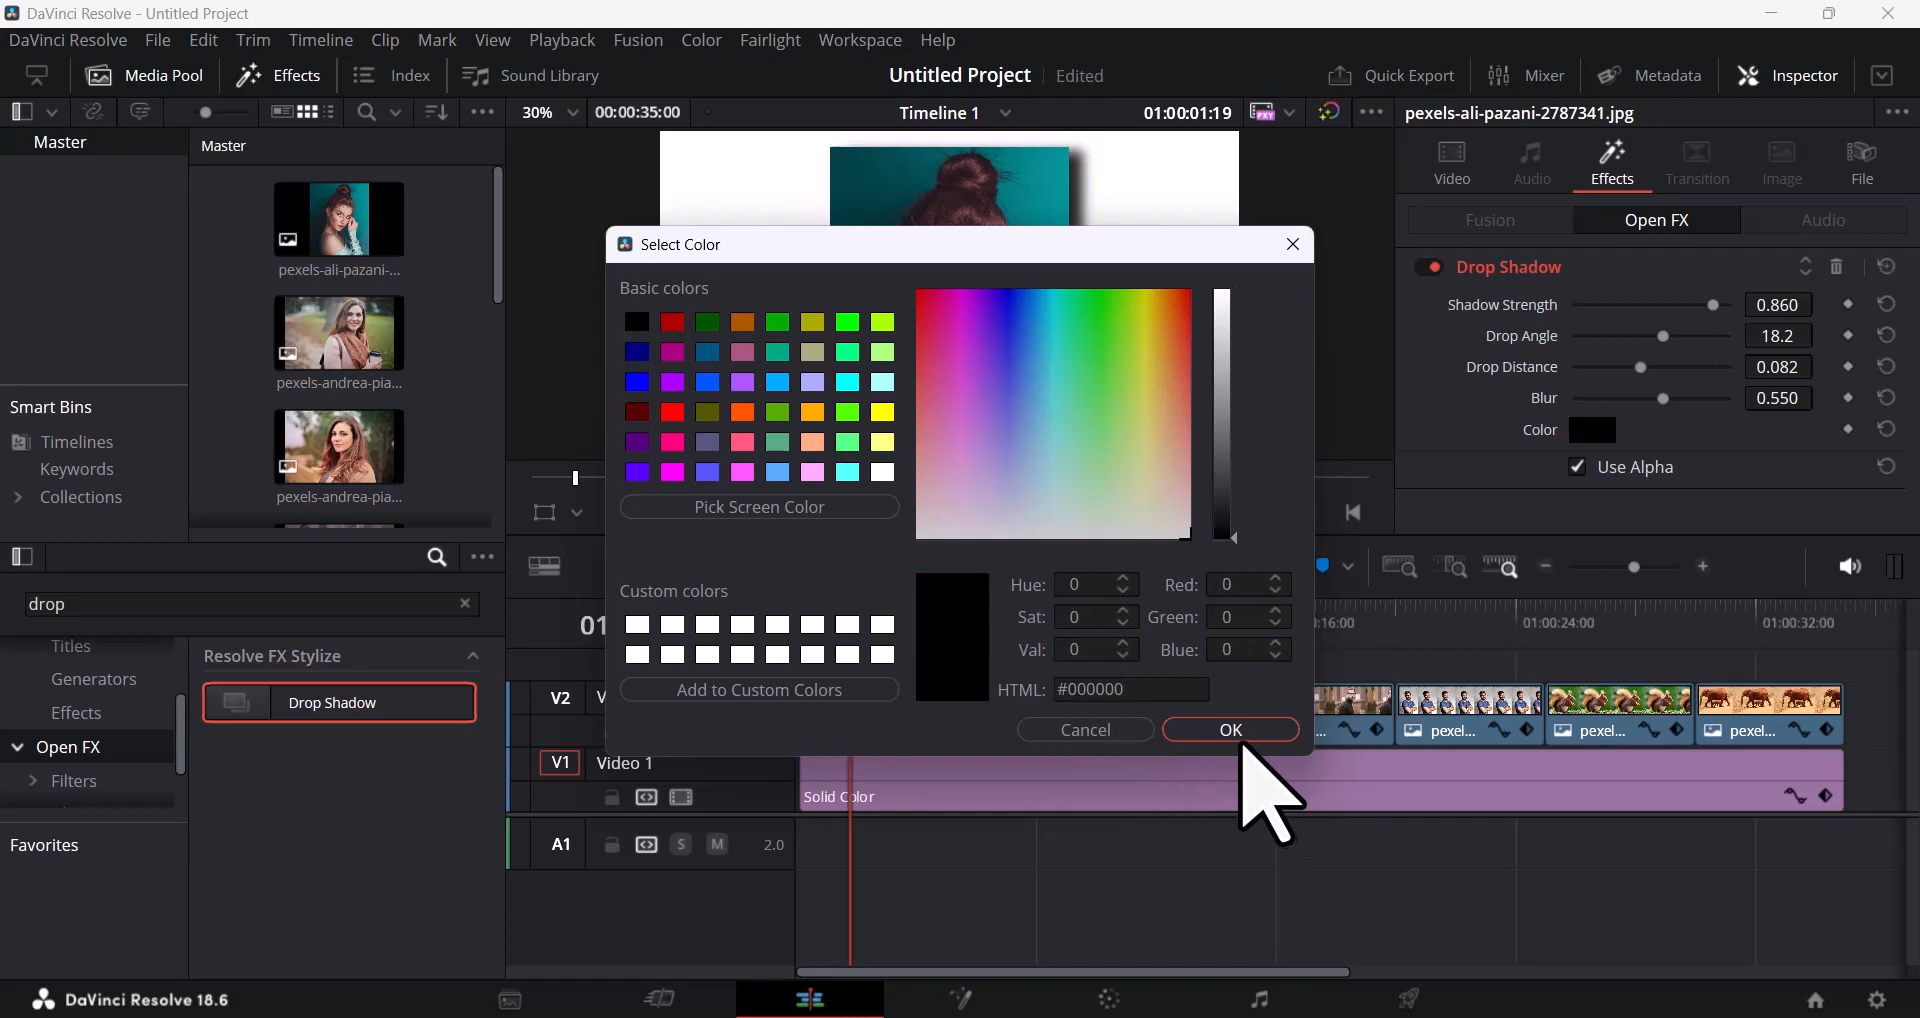 DaVinci Resolve - Untitled Project
DaVinci Resolve File Edit Trim Timeline Clip Mark View Playback Fusion Color Fairlight Workspace Help
Media Pool Effects Index Sound Library Untitled Project Edited Quick Export Mixer Metadata Inspector
30% 00:00:35:00 Timeline 1 01:00:01:19 FXY pexels-ali-pazani-2787341.jpg
Master
Master
pexels-ali-pazani-...
pexels-andrea-pia...
pexels-andrea-pia...
Smart Bins
Timelines
Keywords
Collections
Video Audio Effects Transition Image File
Fusion Open FX Audio
Drop Shadow
Shadow Strength 0.860
Drop Angle 18.2
Drop Distance 0.082
Blur 0.550
Color
Use Alpha
Select Color
Basic colors
Pick Screen Color
Custom colors
Add to Custom Colors
Hue: 0 Red: 0
Sat: 0 Green: 0
Val: 0 Blue: 0
HTML: #000000
Cancel OK
drop
Titles
Generators
Effects
Open FX
Filters
Favorites
Resolve FX Stylize
Drop Shadow
01
:16:00 01:00:24:00 01:00:32:00
V2 V
... pexel... pexel... pexel...
V1 Video 1
Solid Color
A1 S M 2.0
DaVinci Resolve 18.6